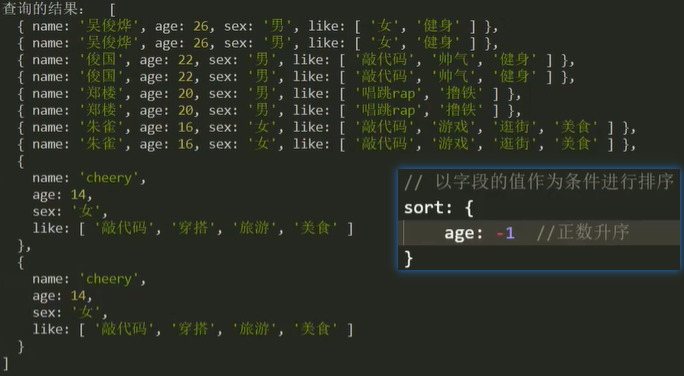 查询的结果： [
{ name: '吴俊烨', age: 26, sex: '男', like: [ '女', '健身' ] },
{ name: '吴俊烨', age: 26, sex: '男', like: [ '女', '健身' ] },
{ name: '俊国', age: 22, sex: '男', like: [ '敲代码', '帅气', '健身' ] },
{ name: '俊国', age: 22, sex: '男', like: [ '敲代码', '帅气', '健身' ] },
{ name: '郑楼', age: 20, sex: '男', like: [ '唱跳rap', '撸铁' ] },
{ name: '郑楼', age: 20, sex: '男', like: [ '唱跳rap', '撸铁' ] },
{ name: '朱雀', age: 16, sex: '女', like: [ '敲代码', '游戏', '逛街', '美食' ] },
{ name: '朱雀', age: 16, sex: '女', like: [ '敲代码', '游戏', '逛街', '美食' ] },
{
name: 'cheery',
age: 14,
sex: '女',
like: [ '敲代码', '穿搭', '旅游', '美食' ]
},
{
name: 'cheery',
age: 14,
sex: '女',
like: [ '敲代码', '穿搭', '旅游', '美食' ]
}
]
// 以字段的值作为条件进行排序
sort: {
age: -1 //正数升序
}